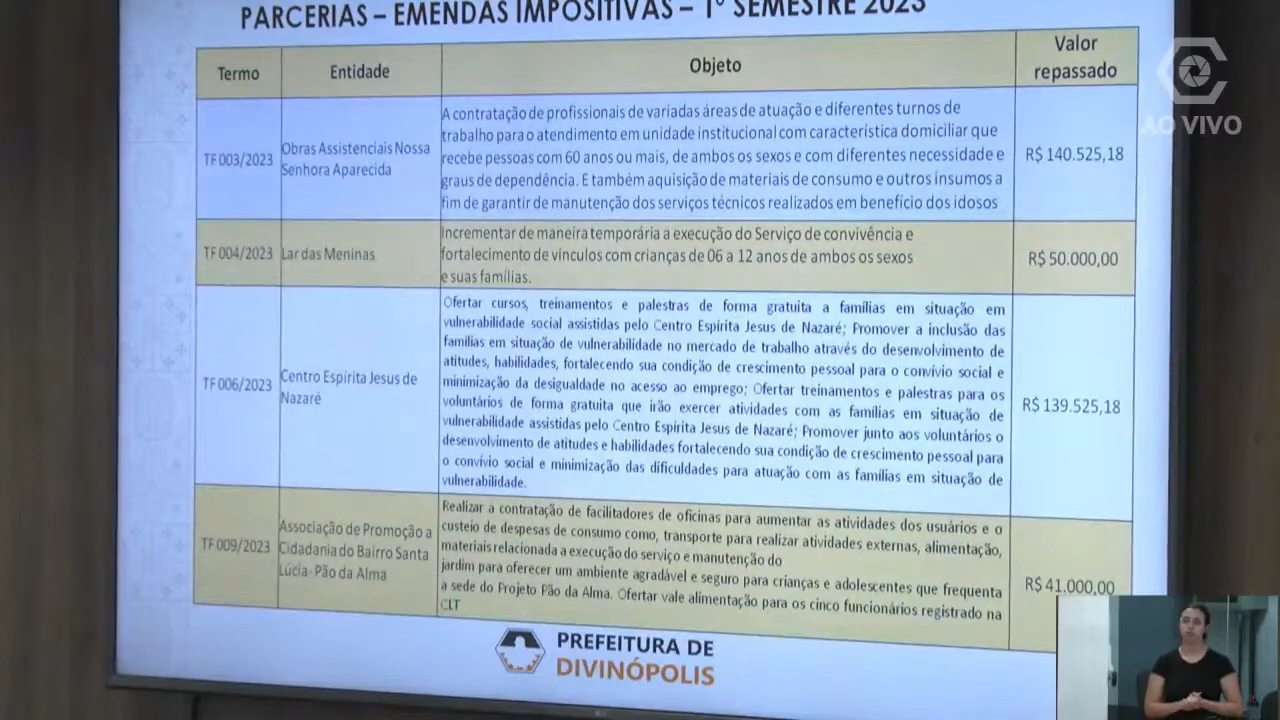 PARCERIAS – EMENDAS IMPOSITIVAS – 1º SEMESTRE 2023
Termo
Entidade
Objeto
Valor
repassado
AO VIVO
TF 003/2023
Obras Assistenciais Nossa
Senhora Aparecida
A contratação de profissionais de variadas áreas de atuação e diferentes turnos de
trabalho para o atendimento em unidade institucional com característica domiciliar que
recebe pessoas com 60 anos ou mais, de ambos os sexos e com diferentes necessidade e
graus de dependência. E também aquisição de materiais de consumo e outros insumos a
fim de garantir de manutenção dos serviços técnicos realizados em benefício dos idosos
R$ 140.525,18
TF 004/2023
Lar das Meninas
Incrementar de maneira temporária a execução do Serviço de convivência e
fortalecimento de vínculos com crianças de 06 a 12 anos de ambos os sexos
e suas famílias.
R$ 50.000,00
TF 006/2023
Centro Espírita Jesus de
Nazaré
Ofertar cursos, treinamentos e palestras de forma gratuita a famílias em situação em
vulnerabilidade social assistidas pelo Centro Espírita Jesus de Nazaré; Promover a inclusão das
famílias em situação de vulnerabilidade no mercado de trabalho através do desenvolvimento de
atitudes, habilidades, fortalecendo sua condição de crescimento pessoal para o convívio social e
minimização da desigualdade no acesso ao emprego; Ofertar treinamentos e palestras para os
voluntários de forma gratuita que irão exercer atividades com as famílias em situação de
vulnerabilidade assistidas pelo Centro Espírita Jesus de Nazaré; Promover junto aos voluntários o
desenvolvimento de atitudes e habilidades fortalecendo sua condição de crescimento pessoal para
o convívio social e minimização das dificuldades para atuação com as famílias em situação de
vulnerabilidade.
R$ 139.525,18
TF 009/2023
Associação de Promoção a
Cidadania do Bairro Santa
Lúcia- Pão da Alma
Realizar a contratação de facilitadores de oficinas para aumentar as atividades dos usuários e o
custeio de despesas de consumo como, transporte para realizar atividades externas, alimentação,
materiais relacionada a execução do serviço e manutenção do
jardim para oferecer um ambiente agradável e seguro para crianças e adolescentes que frequenta
a sede do Projeto Pão da Alma. Ofertar vale alimentação para os cinco funcionários registrado na
CLT
R$ 41.000,00
PREFEITURA DE
DIVINÓPOLIS